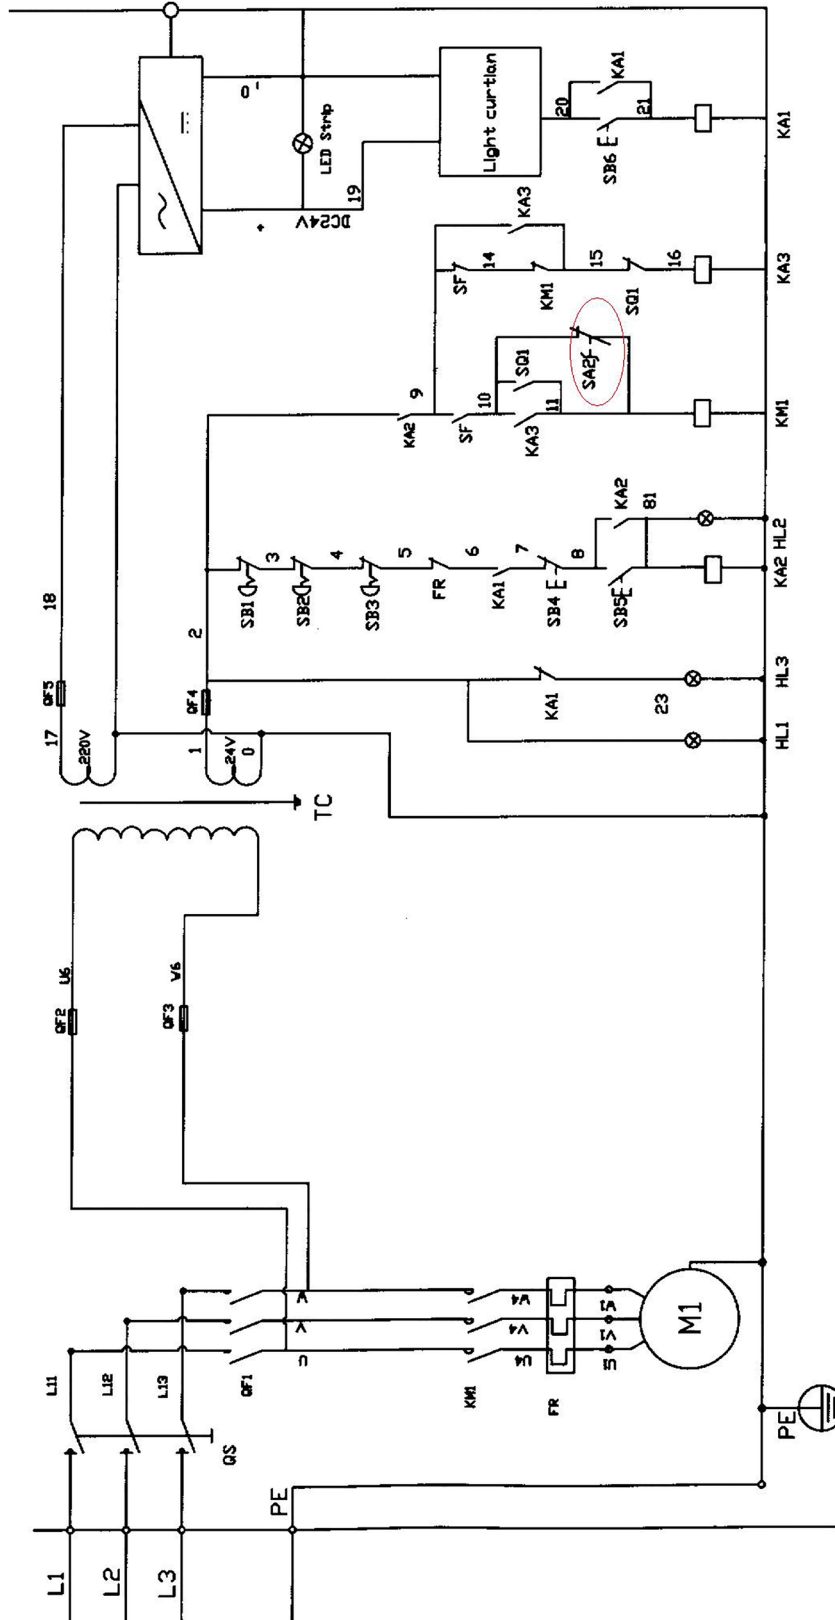 0
-
DC24V
+
LED Strip
19
Light curtian
20
KA1
21
SB6
KA1
18
QF5
17
220V
KA3
SF
14
KM1
15
SQ1
16
KA3
9
KA2
SF
10
SQ1
KA3
11
SA2
KM1
2
QF4
1
24V
0
SB1
3
SB2
4
SB3
5
FR
6
KA1
7
SB4
8
SB5
KA2
81
HL2
KA2
KA1
23
HL3
HL1
TC
U6
QF2
W6
QF3
L1
L2
L3
PE
L11
L12
L13
QS
QF1
U
V
W
KM1
U4
V4
W4
FR
U1
V1
W1
M1
PE